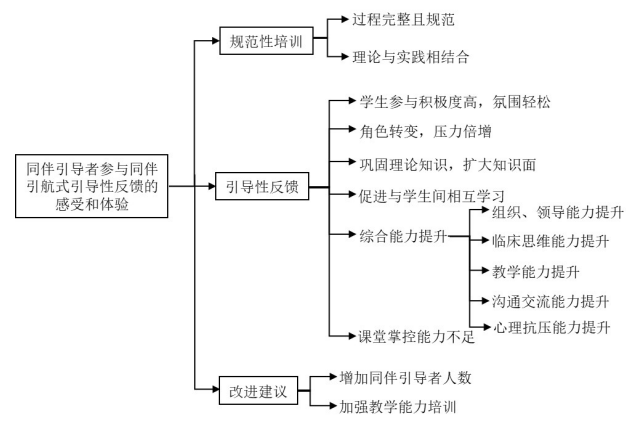 同伴引导者参与同伴
引航式引导性反馈的
感受和体验
规范性培训
过程完整且规范
理论与实践相结合
引导性反馈
学生参与积极度高，氛围轻松
角色转变，压力倍增
巩固理论知识，扩大知识面
促进与学生间相互学习
综合能力提升
组织、领导能力提升
临床思维能力提升
教学能力提升
沟通交流能力提升
心理抗压能力提升
课堂掌控能力不足
改进建议
增加同伴引导者人数
加强教学能力培训